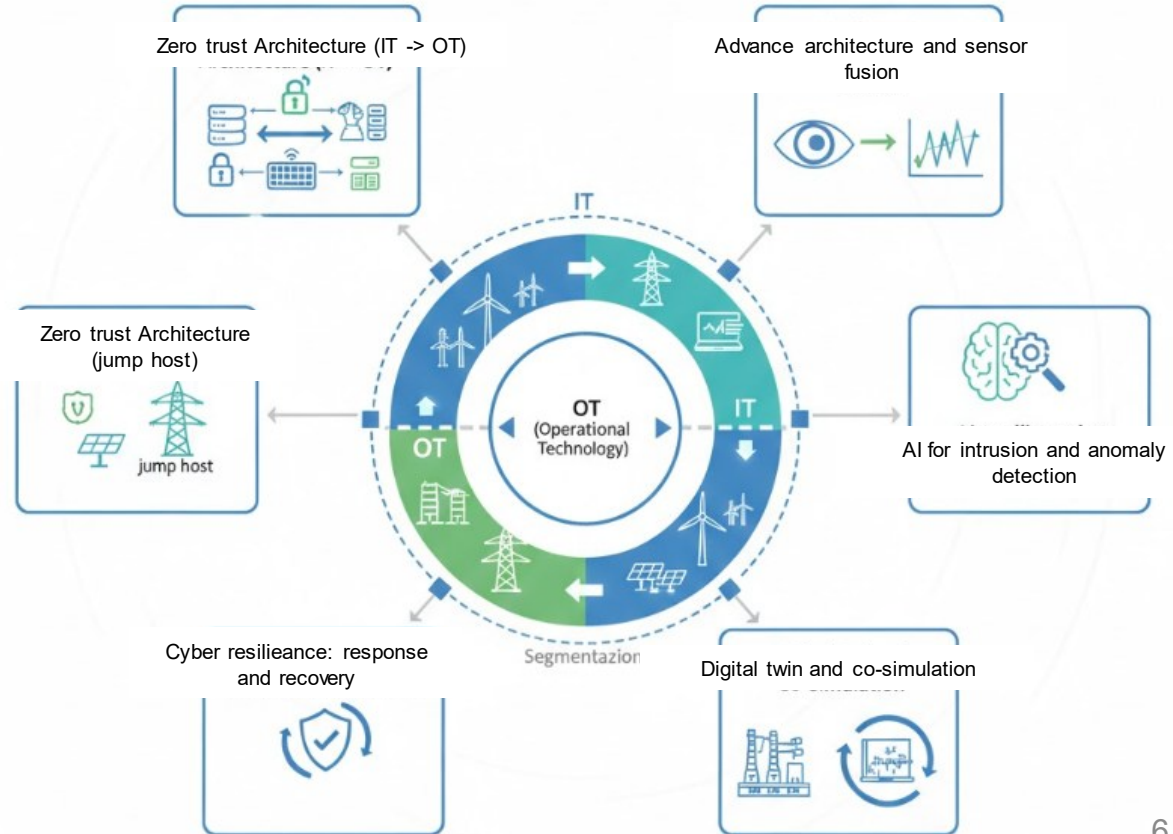 Zero trust Architecture (IT -> OT)
Advance architecture and sensor
fusion
IT
Zero trust Architecture
(jump host)
jump host
OT
(Operational
Technology)
IT
OT
AI for intrusion and anomaly
detection
Cyber resilieance: response
and recovery
Segmentazion
Digital twin and co-simulation
6